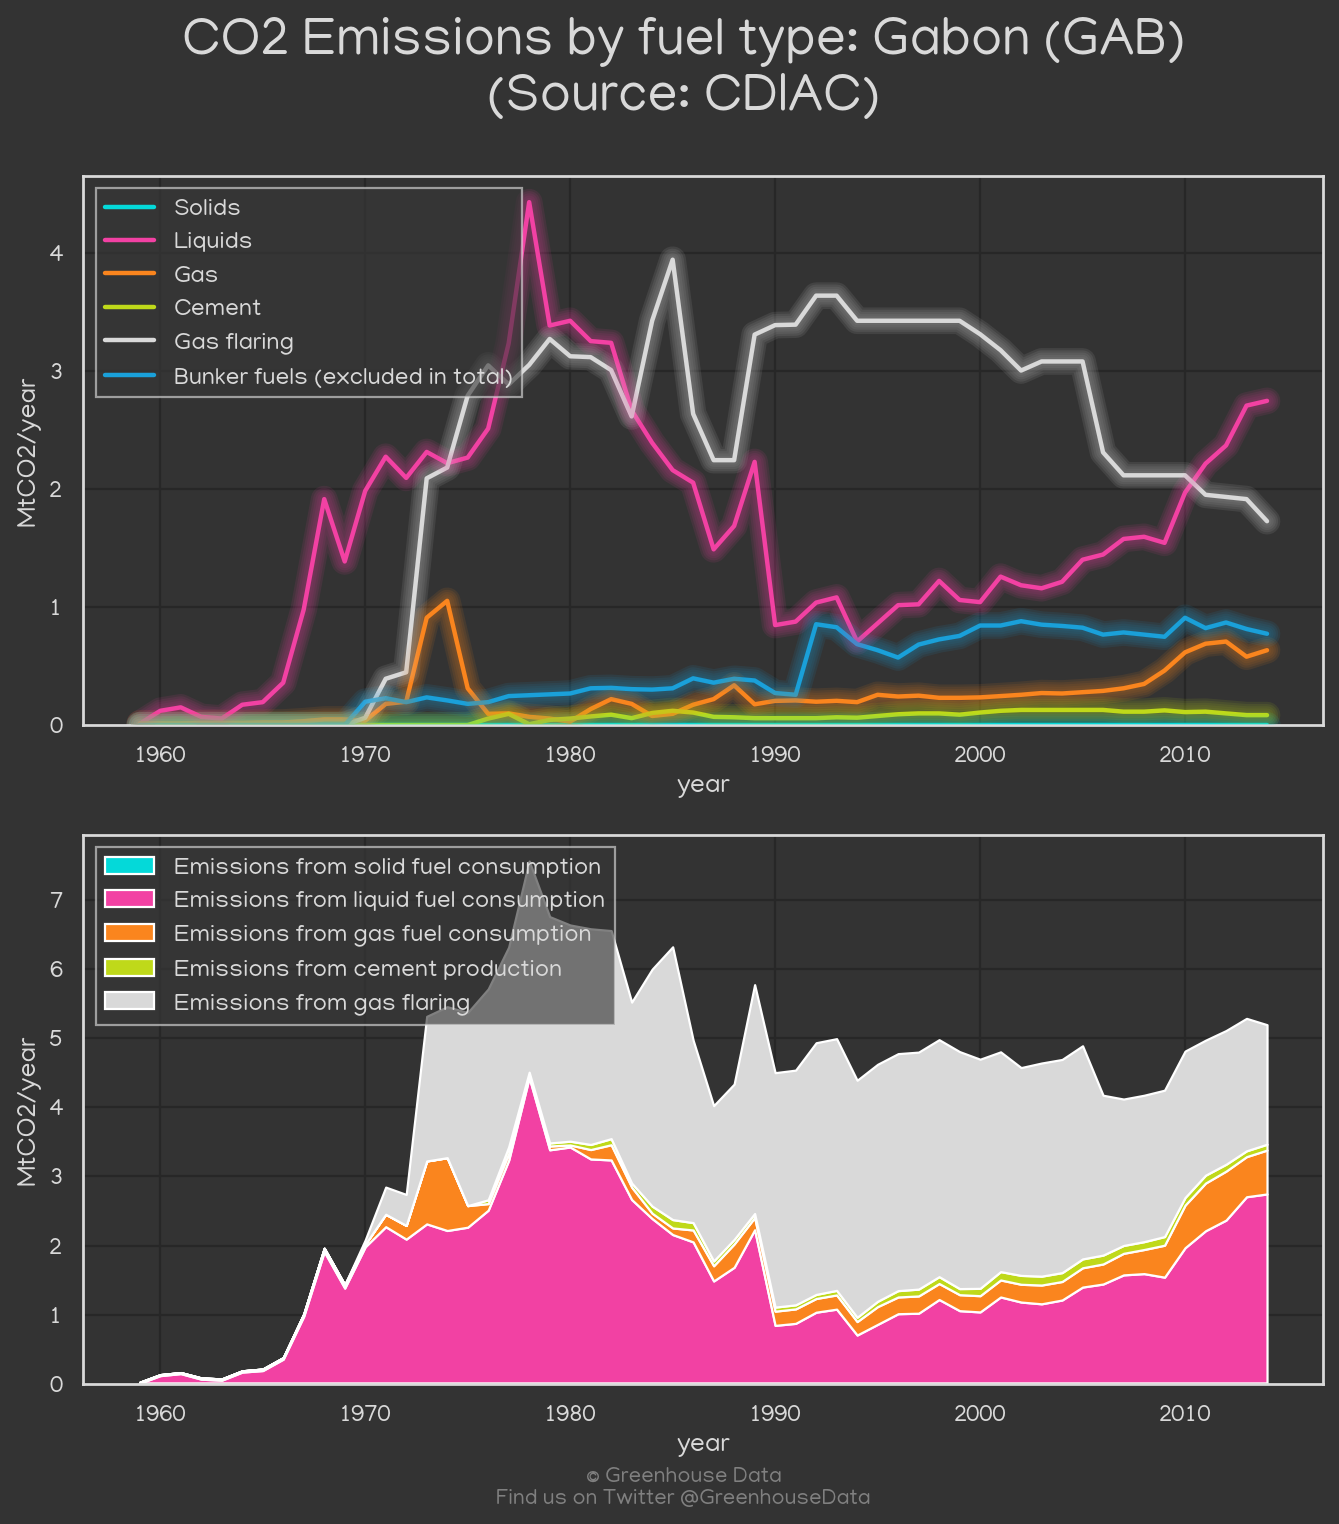 CO2 Emissions by fuel type: Gabon (GAB)
(Source: CDIAC)
Solids
Liquids
Gas
Cement
Gas flaring
Bunker fuels (excluded in total)
4
3
2
1
0
MtCO2/year
1960 1970 1980 1990 2000 2010
year
Emissions from solid fuel consumption
Emissions from liquid fuel consumption
Emissions from gas fuel consumption
Emissions from cement production
Emissions from gas flaring
7
6
5
4
3
2
1
0
MtCO2/year
1960 1970 1980 1990 2000 2010
year
© Greenhouse Data
Find us on Twitter @GreenhouseData